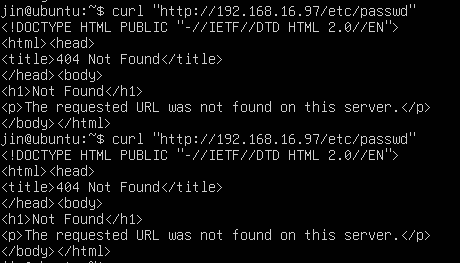 jin@ubuntu:~$ curl "http://192.168.16.97/etc/passwd"
<!DOCTYPE HTML PUBLIC "-//IETF//DTD HTML 2.0//EN">
<html><head>
<title>404 Not Found</title>
</head><body>
<h1>Not Found</h1>
<p>The requested URL was not found on this server.</p>
</body></html>
jin@ubuntu:~$ curl "http://192.168.16.97/etc/passwd"
<!DOCTYPE HTML PUBLIC "-//IETF//DTD HTML 2.0//EN">
<html><head>
<title>404 Not Found</title>
</head><body>
<h1>Not Found</h1>
<p>The requested URL was not found on this server.</p>
</body></html>